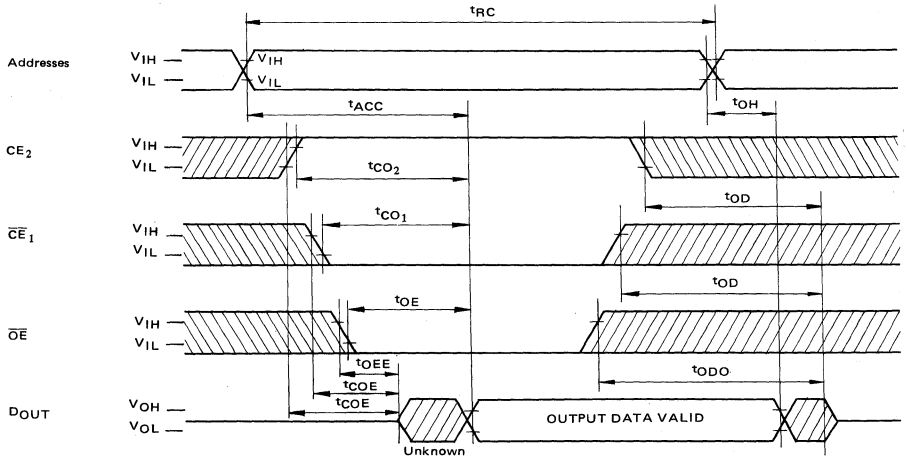 tRC
Addresses
VIH
VIL
VIH
VIL
tACC
tOH
CE2
VIH
VIL
tCO2
tOD
CE1
VIH
VIL
tCO1
tOD
OE
VIH
VIL
tOE
tOEE
tODO
tCOE
tCOE
DOUT
VOH
VOL
OUTPUT DATA VALID
Unknown